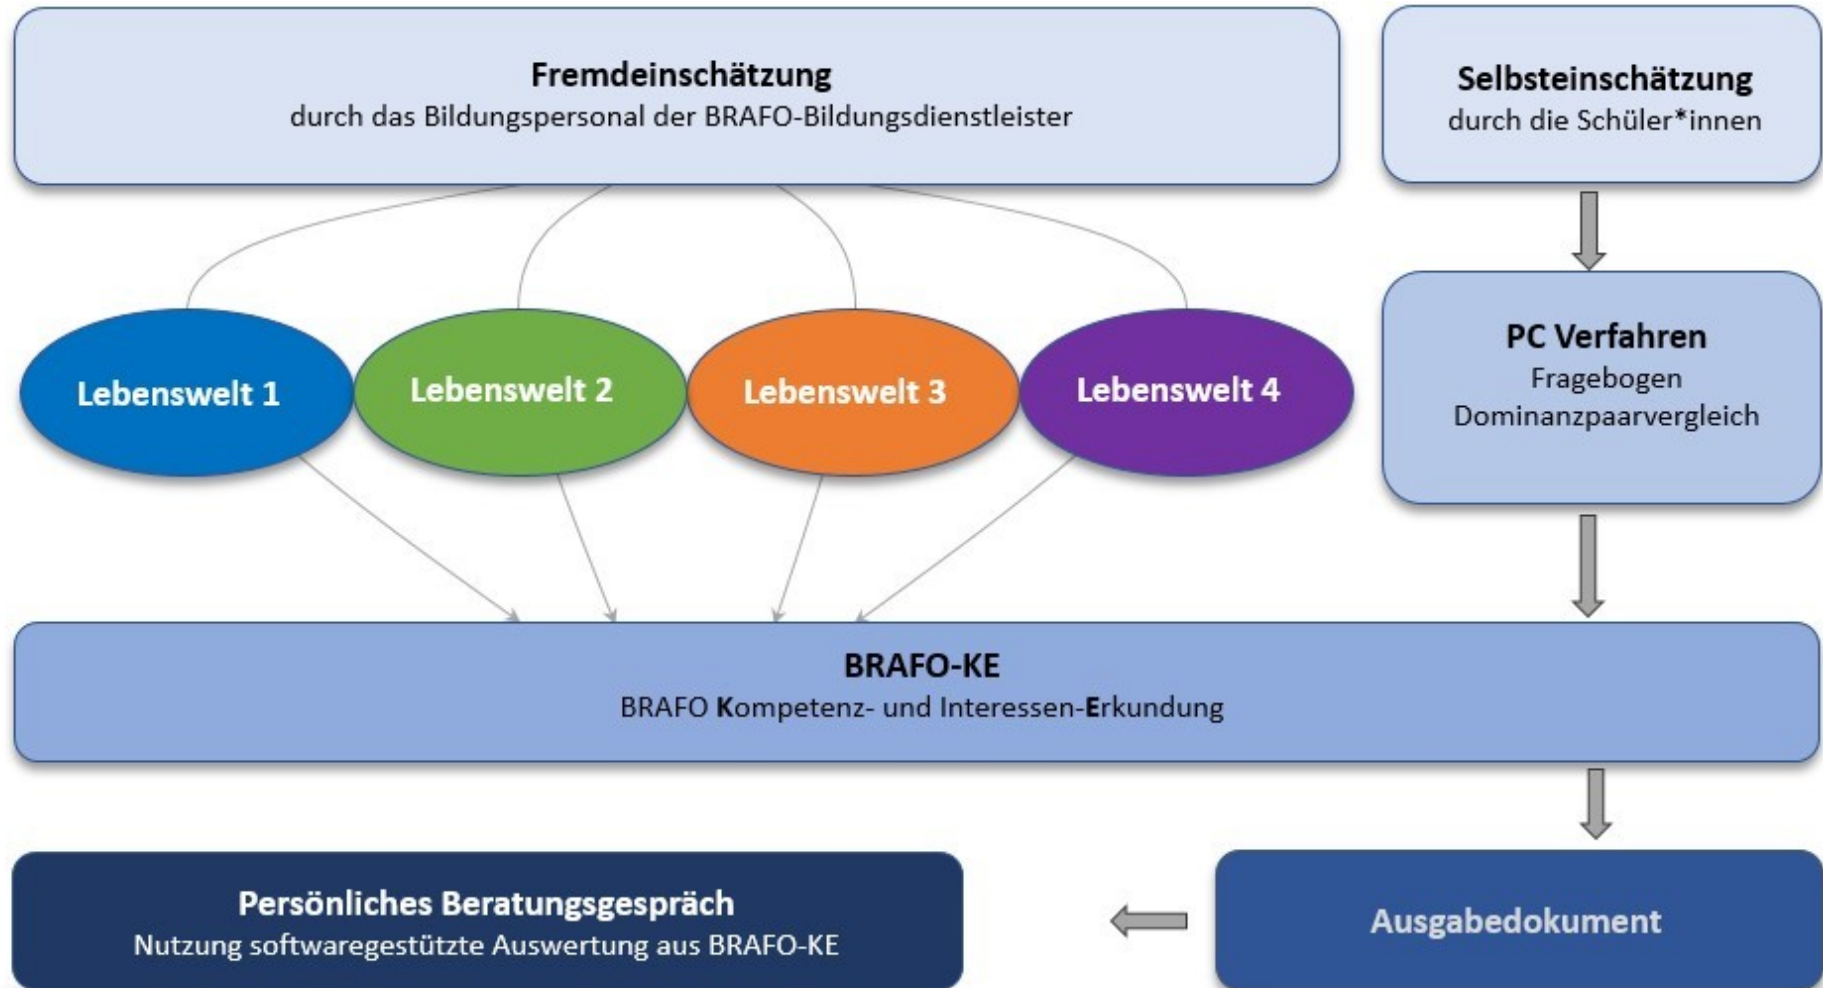 Fremdeinschätzung
durch das Bildungspersonal der BRAFO-Bildungsdienstleister
Selbsteinschätzung
durch die Schüler*innen
Lebenswelt 1
Lebenswelt 2
Lebenswelt 3
Lebenswelt 4
PC Verfahren
Fragebogen
Dominanzpaarvergleich
BRAFO-KE
BRAFO Kompetenz- und Interessen-Erkundung
Persönliches Beratungsgespräch
Nutzung softwaregestützte Auswertung aus BRAFO-KE
Ausgabedokument